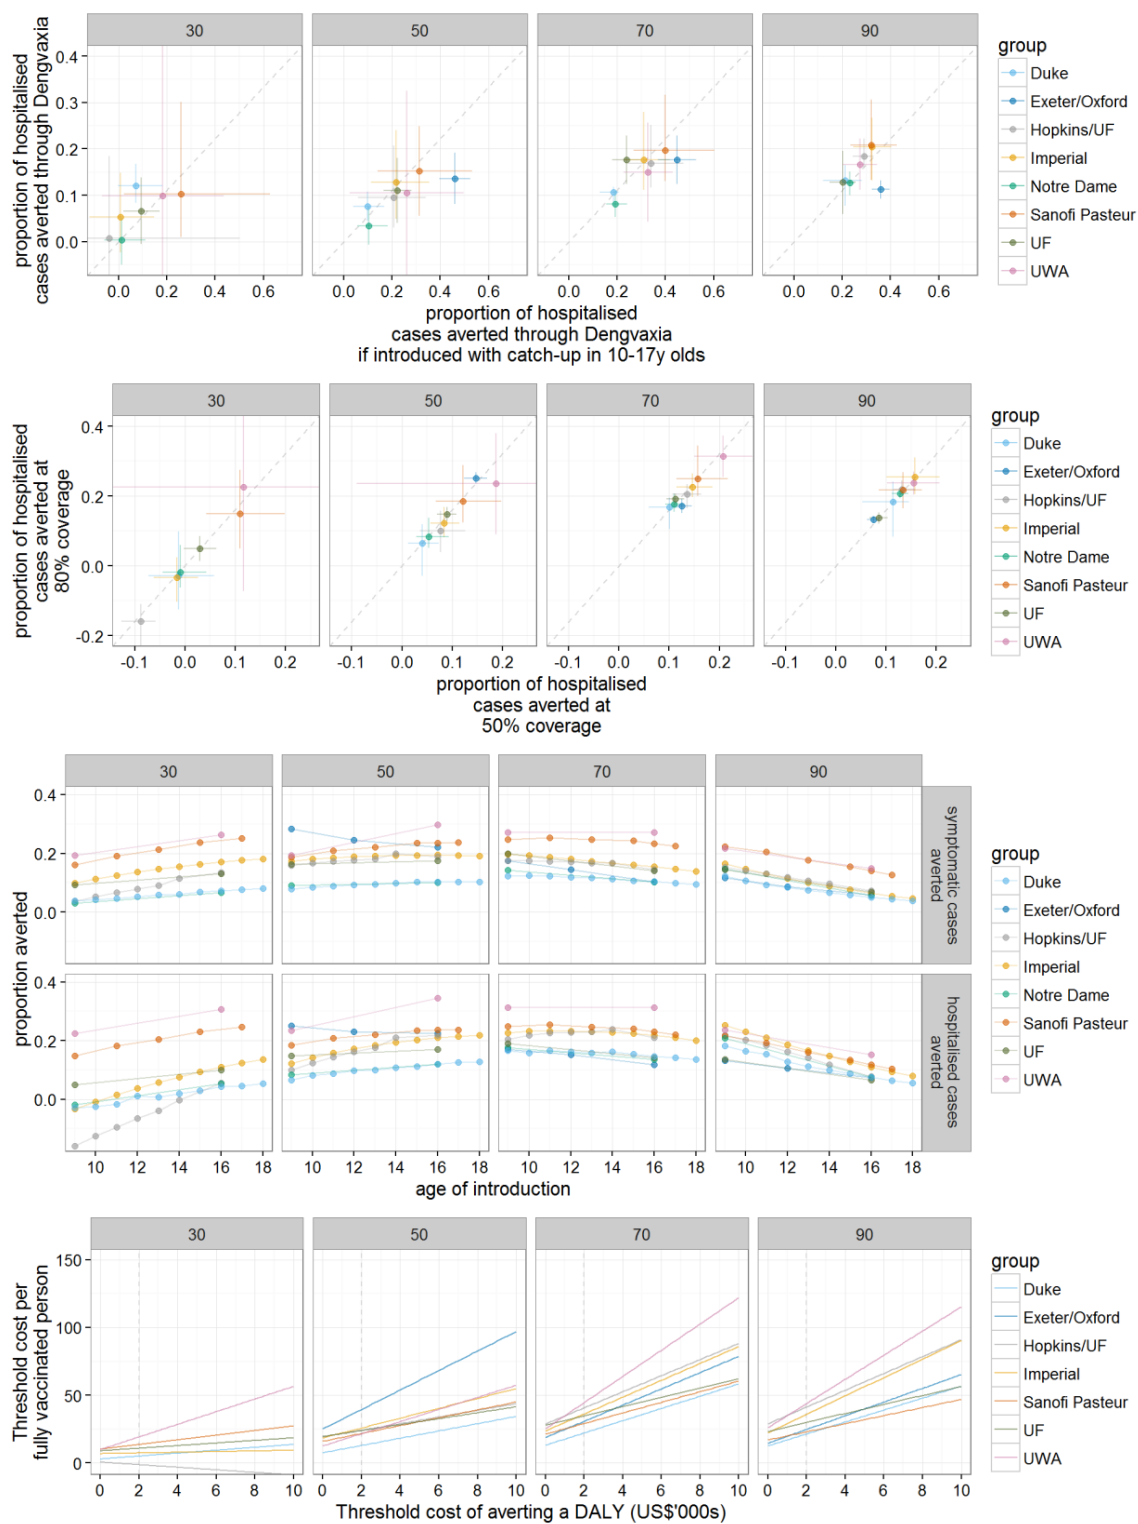 30 50 70 90
proportion of hospitalised
cases averted through Dengvaxia
0.4
0.3
0.2
0.1
0.0
0.0 0.2 0.4 0.6 0.0 0.2 0.4 0.6 0.0 0.2 0.4 0.6 0.0 0.2 0.4 0.6
proportion of hospitalised
cases averted through Dengvaxia
if introduced with catch-up in 10-17y olds
group
Duke
Exeter/Oxford
Hopkins/UF
Imperial
Notre Dame
Sanofi Pasteur
UF
UWA
30 50 70 90
proportion of hospitalised
cases averted at
80% coverage
0.4
0.2
0.0
-0.2
-0.1 0.0 0.1 0.2 -0.1 0.0 0.1 0.2 -0.1 0.0 0.1 0.2 -0.1 0.0 0.1 0.2
proportion of hospitalised
cases averted at
50% coverage
group
Duke
Exeter/Oxford
Hopkins/UF
Imperial
Notre Dame
Sanofi Pasteur
UF
UWA
30 50 70 90
proportion averted
0.4
0.2
0.0
symptomatic cases
averted
0.4
0.2
0.0
hospitalised cases
averted
10 12 14 16 18 10 12 14 16 18 10 12 14 16 18 10 12 14 16 18
age of introduction
group
Duke
Exeter/Oxford
Hopkins/UF
Imperial
Notre Dame
Sanofi Pasteur
UF
UWA
30 50 70 90
Threshold cost per
fully vaccinated person
150
100
50
0
0 2 4 6 8 10 0 2 4 6 8 10 0 2 4 6 8 10 0 2 4 6 8 10
Threshold cost of averting a DALY (US$'000s)
group
Duke
Exeter/Oxford
Hopkins/UF
Imperial
Sanofi Pasteur
UF
UWA